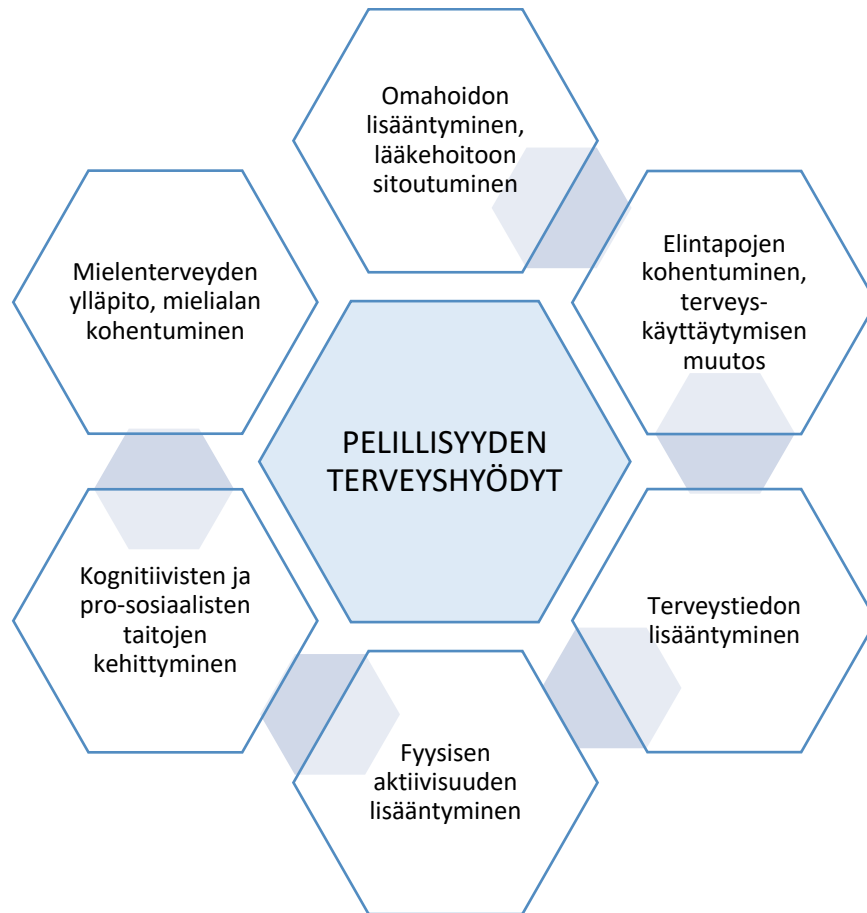 Omahoidon
lisääntyminen,
lääkehoitoon
sitoutuminen
Elintapojen
kohentuminen,
terveys-
käyttäytymisen
muutos
Terveystiedon
lisääntyminen
Fyysisen
aktiivisuuden
lisääntyminen
Kognitiivisten ja
pro-sosiaalisten
taitojen
kehittyminen
Mielenterveyden
ylläpito, mielialan
kohentuminen
PELILLISYYDEN
TERVEYSHYÖDYT